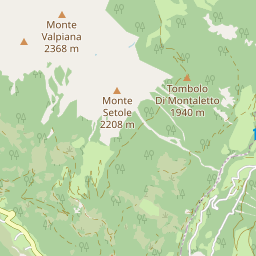 Monte
Valpiana
2368 m
Monte
Setole
2208 m
Tombolo
Di Montaletto
1940 m